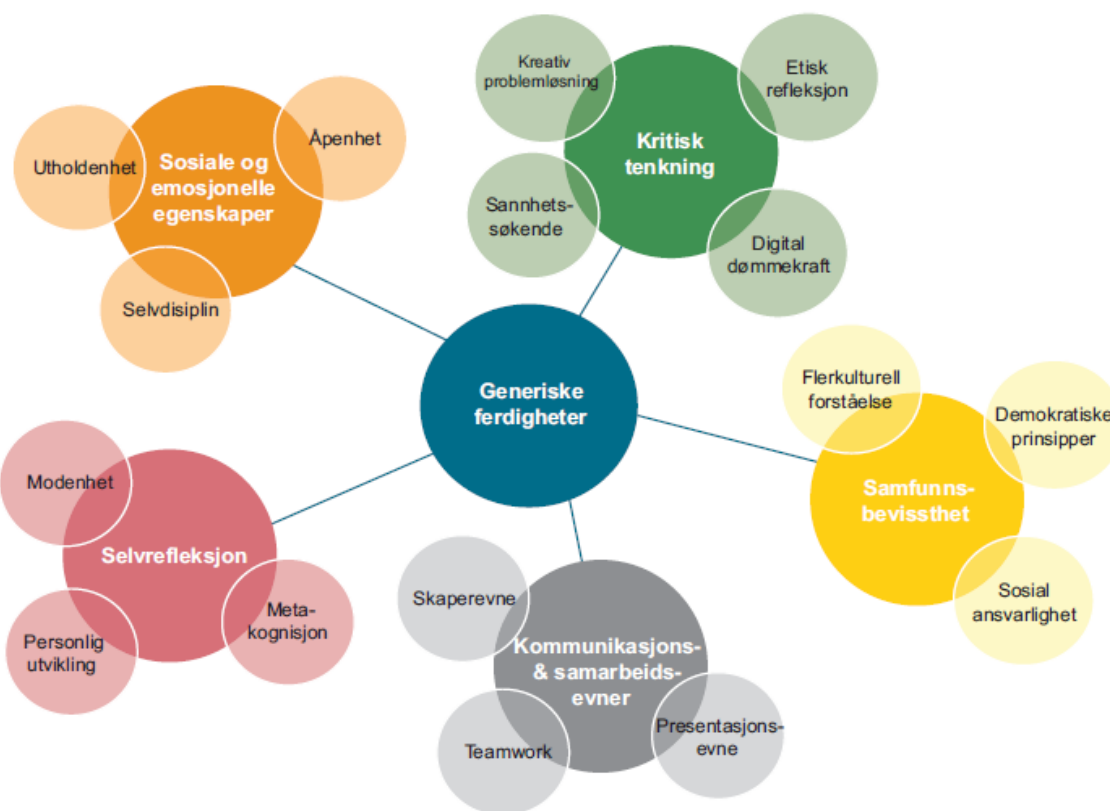 Kreativ
problemløsning
Etisk
refleksjon
Kritisk
tenkning
Sannhets-
søkende
Digital
dømmekraft
Åpenhet
Utholdenhet
Sosiale og
emosjonelle
egenskaper
Selvdisiplin
Generiske
ferdigheter
Flerkulturell
forståelse
Demokratiske
prinsipper
Samfunns-
bevissthet
Sosial
ansvarlighet
Modenhet
Selvrefleksjon
Meta-
kognisjon
Personlig
utvikling
Skaperevne
Kommunikasjons-
& samarbeids-
evner
Teamwork
Presentasjons-
evne